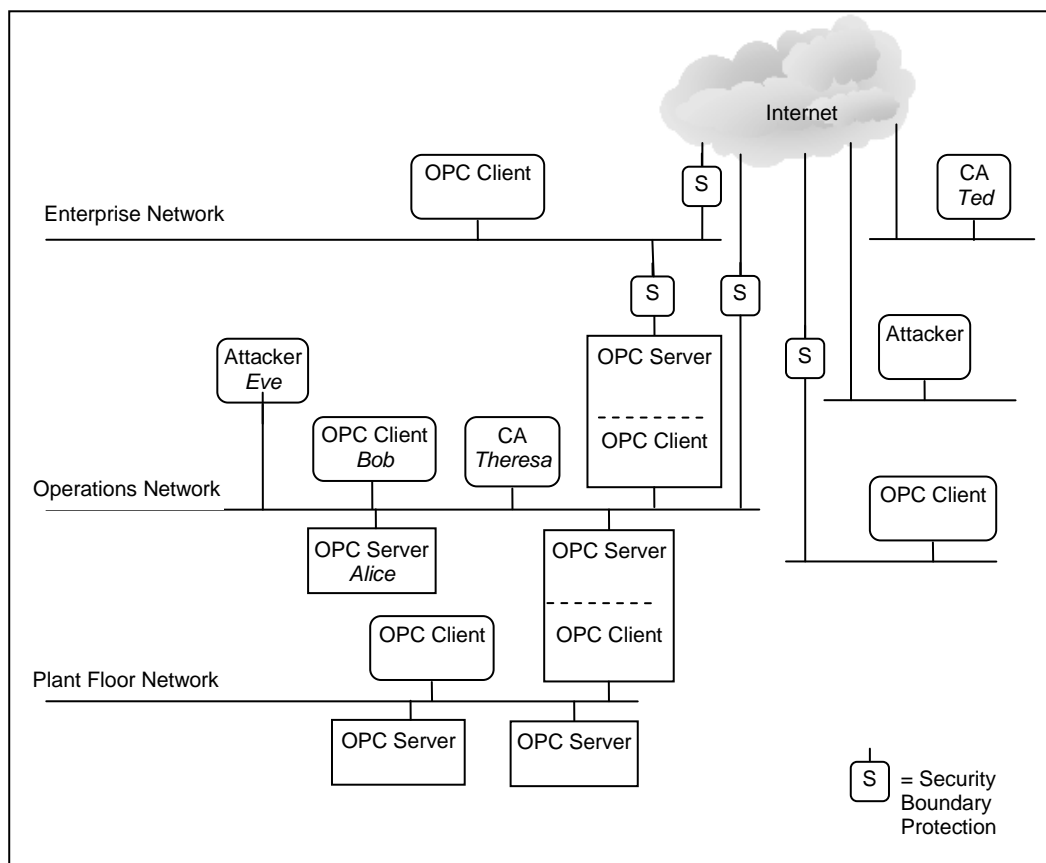 Internet
OPC Client
S
CA
Ted
Enterprise Network
S
S
Attacker
Eve
OPC Server
OPC Client
S
Attacker
OPC Client
Bob
CA
Theresa
Operations Network
OPC Client
OPC Server
Alice
OPC Server
OPC Client
OPC Client
Plant Floor Network
OPC Server
OPC Server
S
= Security
Boundary
Protection